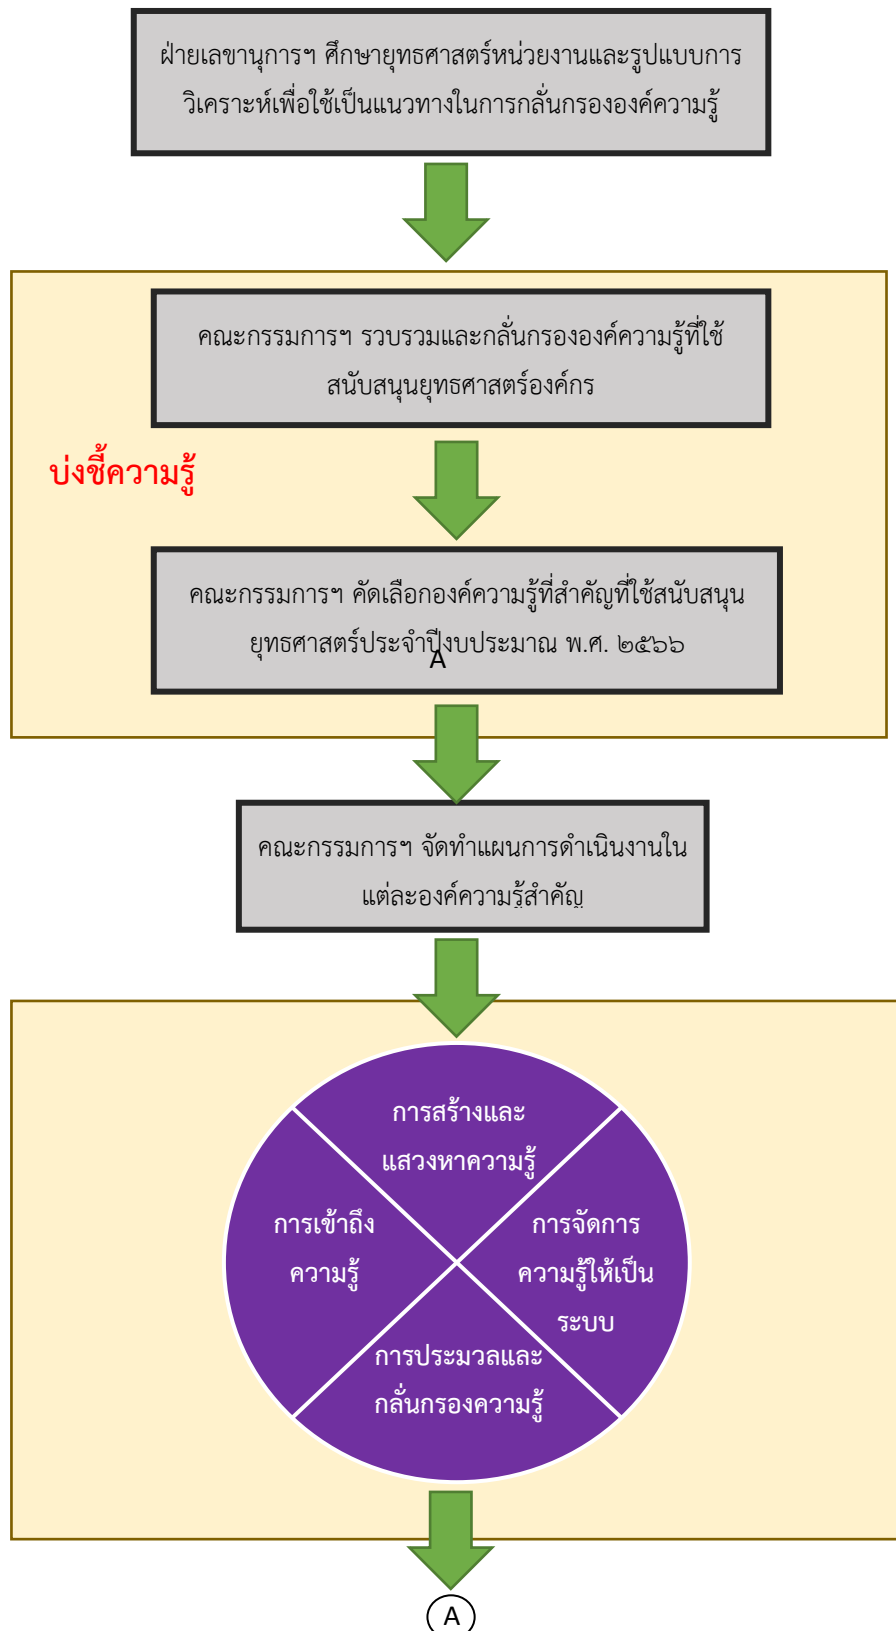 ฝ่ายเลขานุการฯ ศึกษายุทธศาสตร์หน่วยงานและรูปแบบการ
วิเคราะห์เพื่อใช้เป็นแนวทางในการกลั่นกรององค์ความรู้
คณะกรรมการฯ รวบรวมและกลั่นกรององค์ความรู้ที่ใช้
สนับสนุนยุทธศาสตร์องค์กร
บ่งชี้ความรู้
คณะกรรมการฯ คัดเลือกองค์ความรู้ที่สำคัญที่ใช้สนับสนุน
ยุทธศาสตร์ประจำปีงบประมาณ พ.ศ. ๒๕๖๖
A
คณะกรรมการฯ จัดทำแผนการดำเนินงานใน
แต่ละองค์ความรู้สำคัญ
การสร้างและ
แสวงหาความรู้
การเข้าถึง
ความรู้
การจัดการ
ความรู้ให้เป็น
ระบบ
การประมวลและ
กลั่นกรองความรู้
A